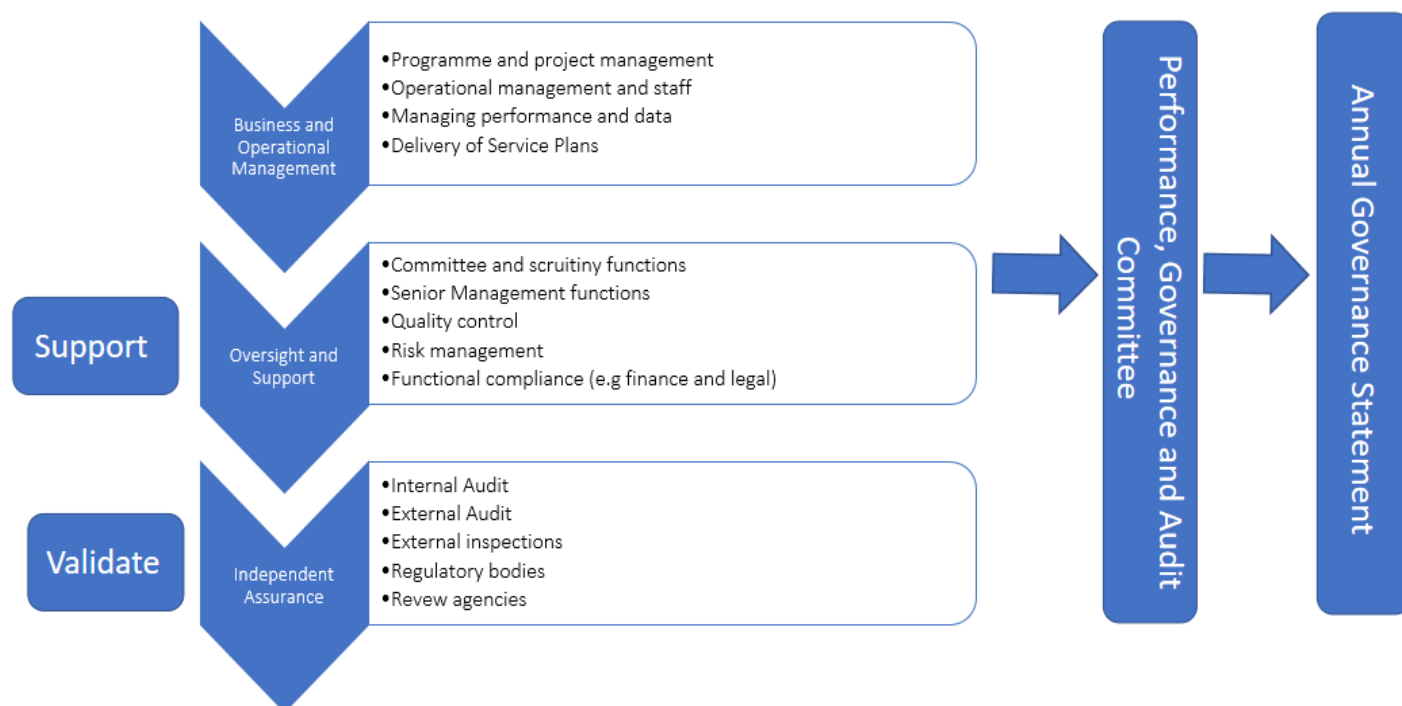 Business and
Operational
Management
•Programme and project management
•Operational management and staff
•Managing performance and data
•Delivery of Service Plans
Support
Oversight and
Support
•Committee and scruitiny functions
•Senior Management functions
•Quality control
•Risk management
•Functional compliance (e.g finance and legal)
Validate
Independent
Assurance
•Internal Audit
•External Audit
•External inspections
•Regulatory bodies
•Revew agencies
Performance, Governance and Audit
Committee
Annual Governance Statement